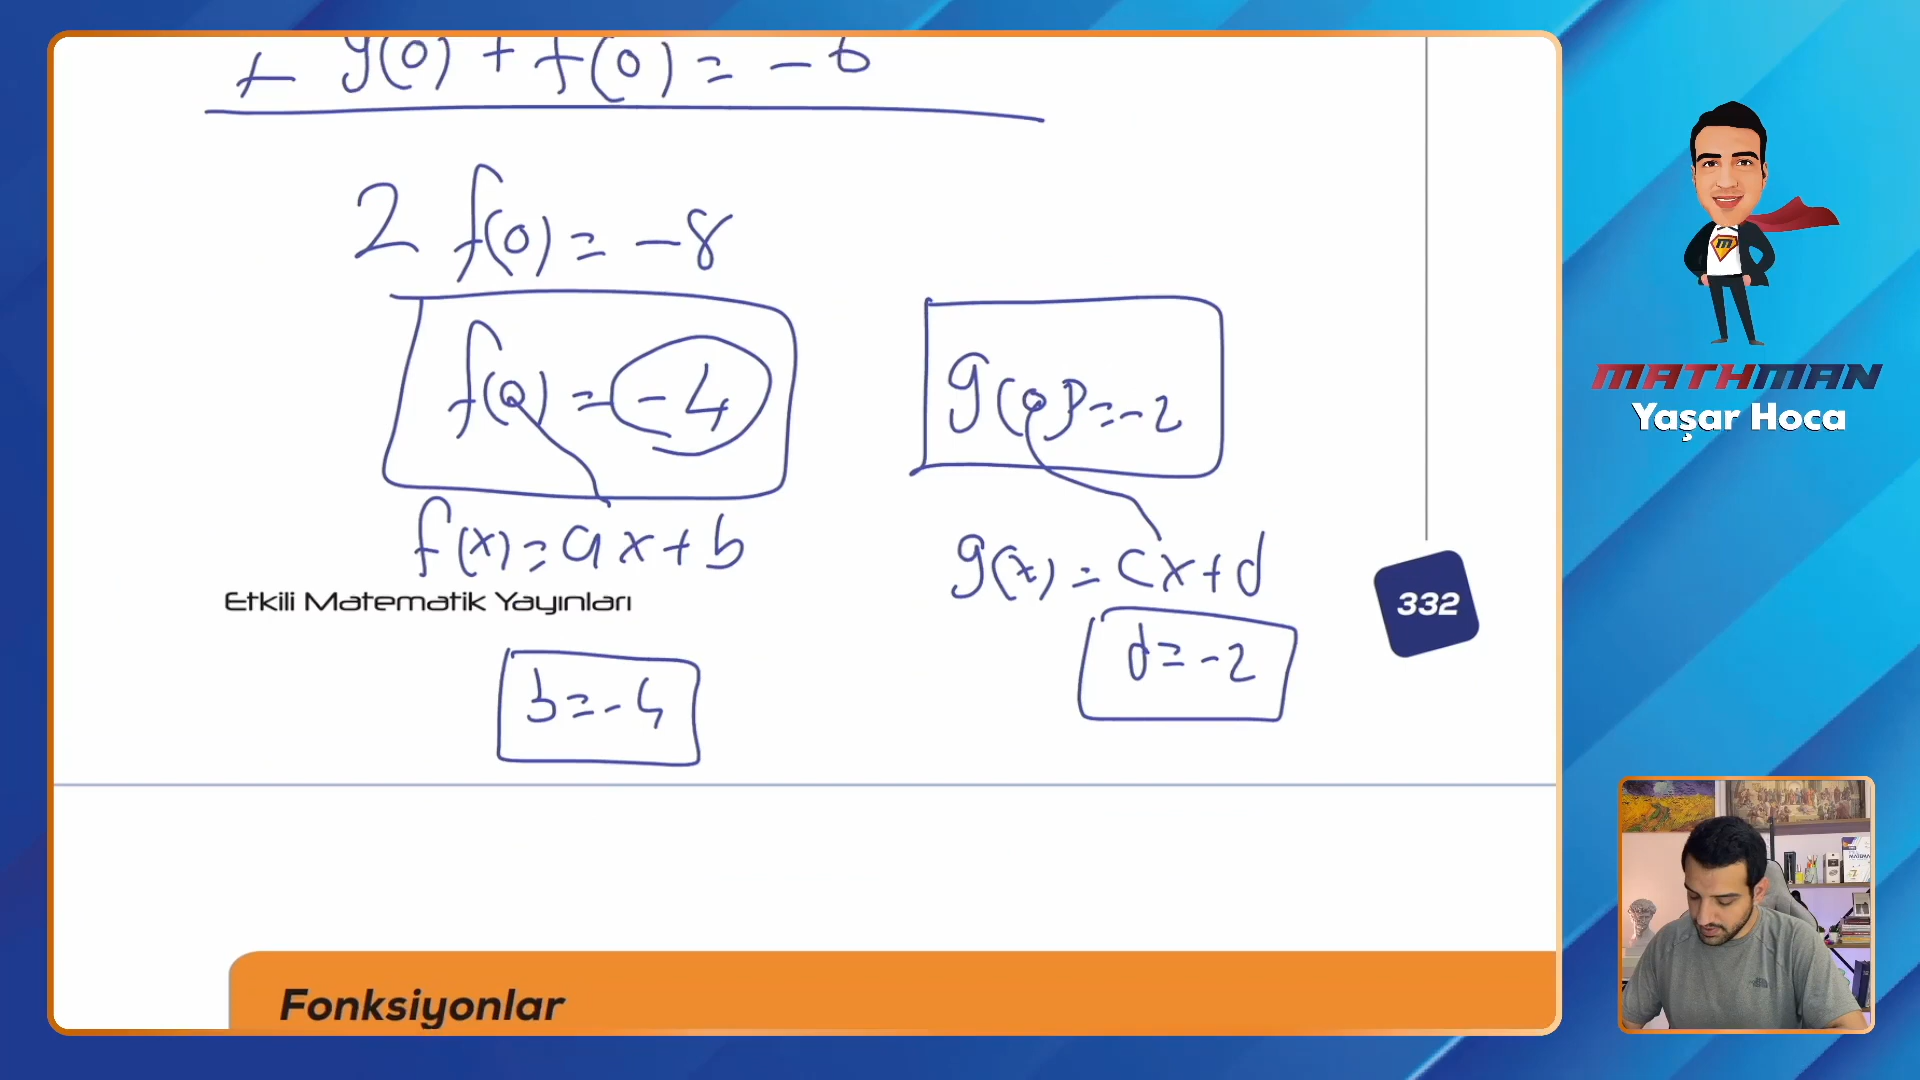 + g(0) + f(0) = -6
2 f(0) = -8
f(0) = -4
g(0) = -2
f(x) = ax + b
g(x) = cx + d
Etkili Matematik Yayınları
332
b = -4
d = -2
Fonksiyonlar
M
MATHMAN
Yaşar Hoca